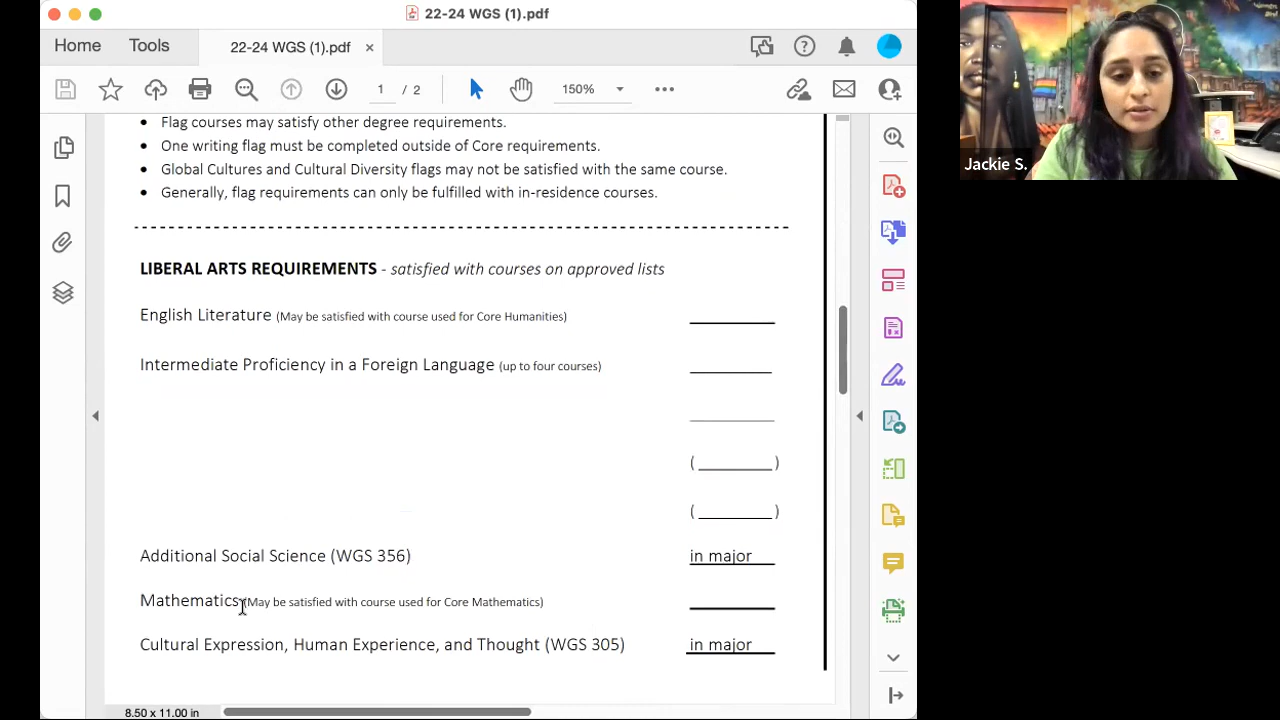 22-24 WGS (1).pdf
Home
Tools
22-24 WGS (1).pdf
×
1 / 2
150%
Flag courses may satisfy other degree requirements.
One writing flag must be completed outside of Core requirements.
Global Cultures and Cultural Diversity flags may not be satisfied with the same course.
Generally, flag requirements can only be fulfilled with in-residence courses.
LIBERAL ARTS REQUIREMENTS - satisfied with courses on approved lists
English Literature (May be satisfied with course used for Core Humanities)
Intermediate Proficiency in a Foreign Language (up to four courses)
Additional Social Science (WGS 356) in major
Mathematics (May be satisfied with course used for Core Mathematics)
Cultural Expression, Human Experience, and Thought (WGS 305) in major
8.50 x 11.00 in
Jackie S.